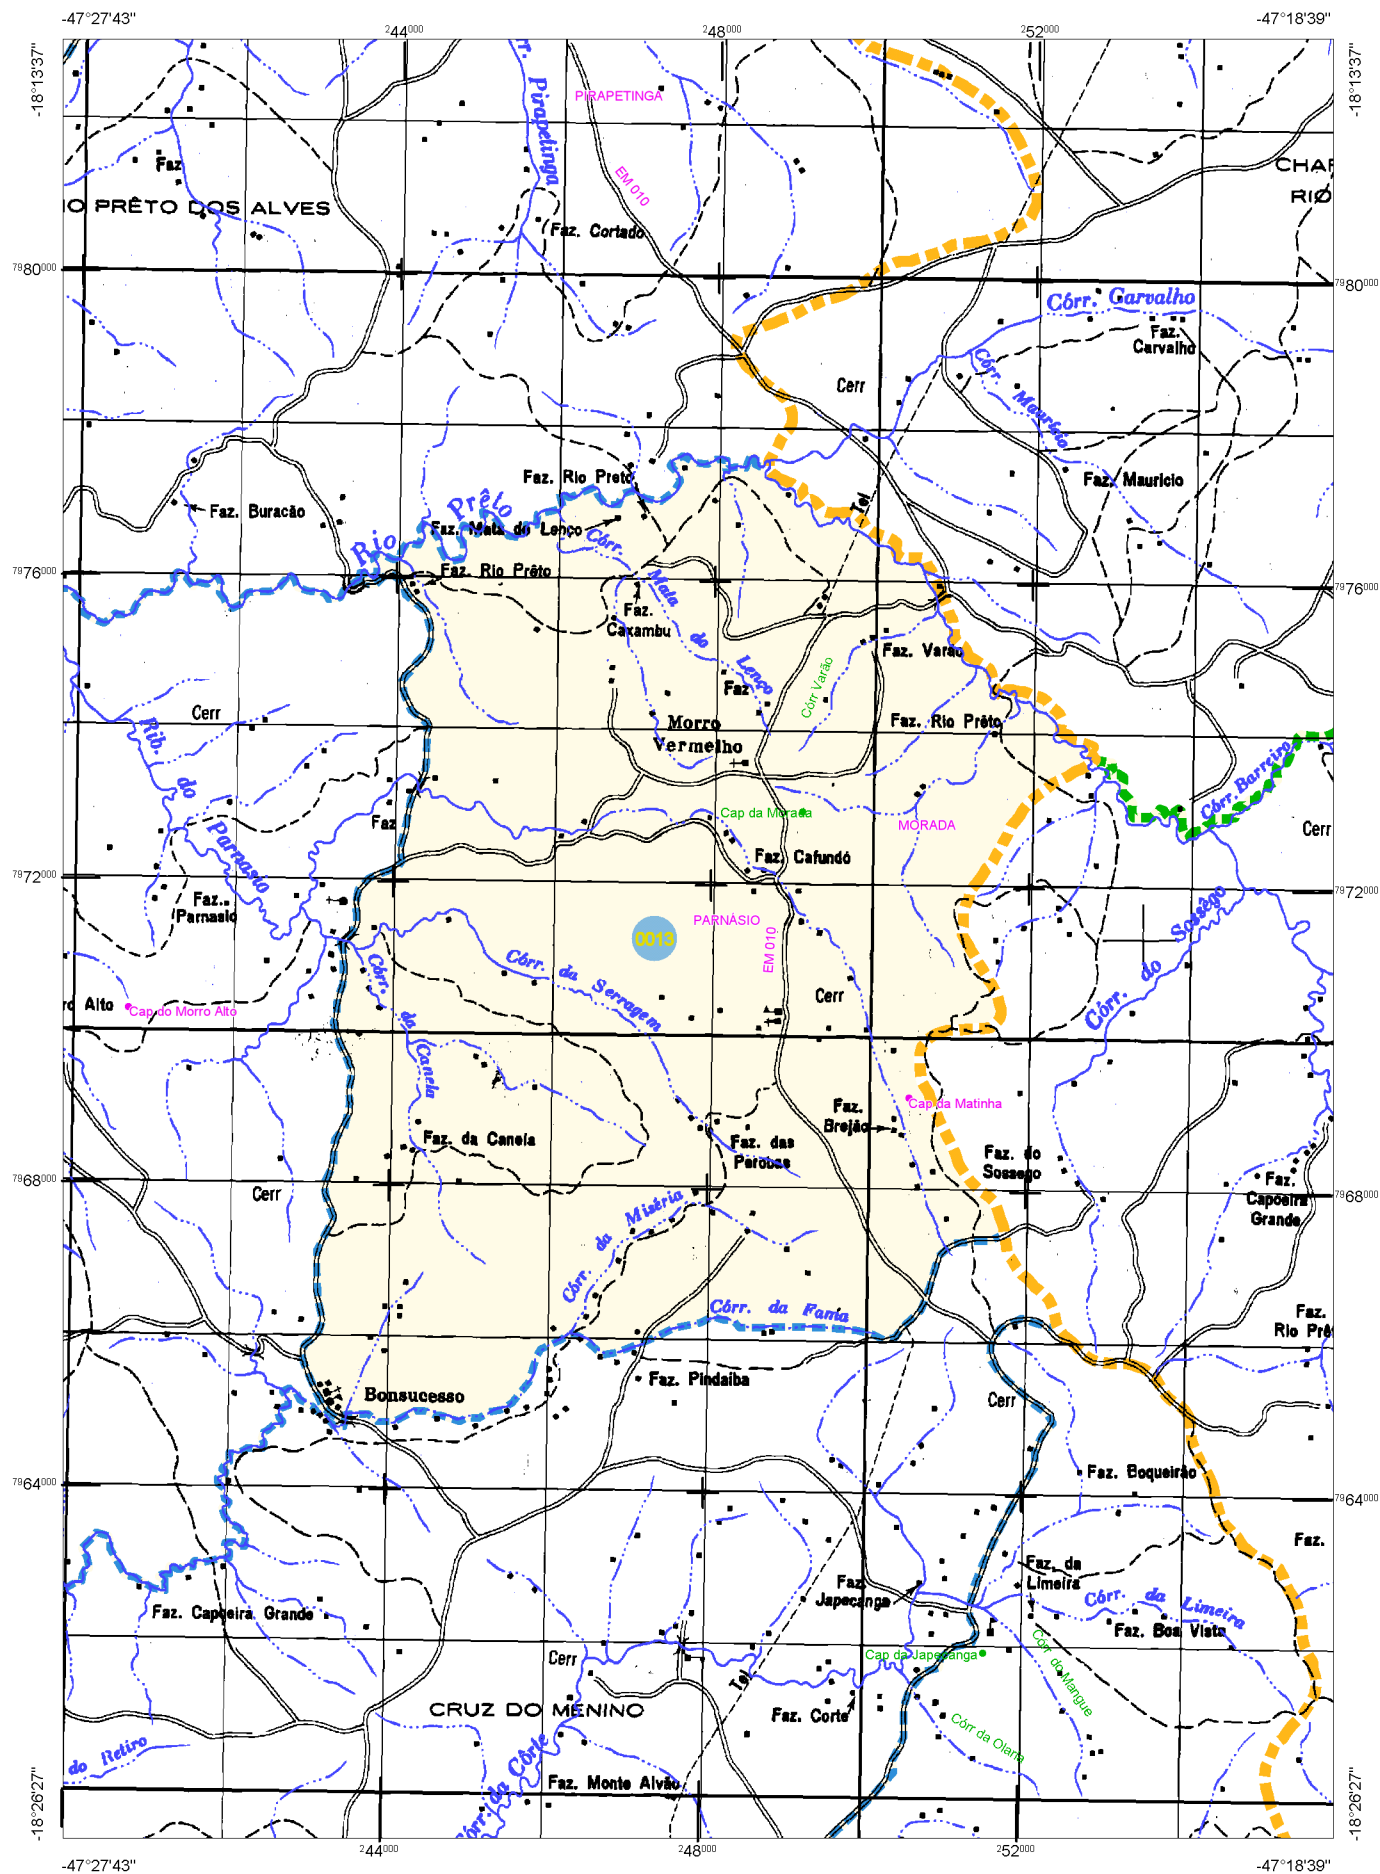 -47°27'43"
-47°18'39"
244000
248000
252000
-18°13'37"
-18°13'37"
rr. Pirapetinga
PIRAPETINGA
EM 010
Faz
IO PRÊTO DOS ALVES
Faz. Cortado
CHAP
RIO
7980000
7980000
Córr. Carvalho
Faz.
Carvalho
Cerr
Córr. Maurício
Faz. Rio Preto
Faz. Mauricio
Faz. Buracão
Rio Prêto
Faz. Mata do Lenço
Tel
7976000
7976000
Faz. Rio Prêto
Córr. Mata do Lenço
Faz.
Caxambu
Faz. Varão
Córr Varão
Faz
Cerr
Morro
Vermelho
Faz. Rio Prêto
Rib. do Parnasio
Córr. Barreiro
Cap da Morada
MORADA
Faz
Cerr
Faz. Cafundó
7972000
7972000
Faz.
Parnasio
PARNÁSIO
0013
EM 010
Córr. do Sossêgo
Córr. da Serragem
Córr. da Canela
ro Alto
Cap do Morro Alto
Cerr
Cap da Matinha
Faz.
Brejão
Faz. da Canela
Faz. das
Perobas
Faz. do
Sossego
7968000
7968000
Cerr
Faz.
Capoeira
Grande
Córr. da Miséria
Córr. da Fama
Faz.
Rio Prê
Faz. Pindaiba
Bonsucesso
Cerr
Faz. Boqueirão
7964000
7964000
Faz.
Faz. da
Limeira
Faz.
Japecanga
Córr. da Limeira
Faz. Capoeira Grande
Faz. Boa Vista
Cerr
Cap da Japecanga
Córr do Mangue
Tel
CRUZ DO MENINO
Faz. Corte
Córr da Olaria
do Retiro
Córr. da Côrte
Faz. Monte Alvão
-18°26'27"
-18°26'27"
244000
248000
252000
-47°27'43"
-47°18'39"